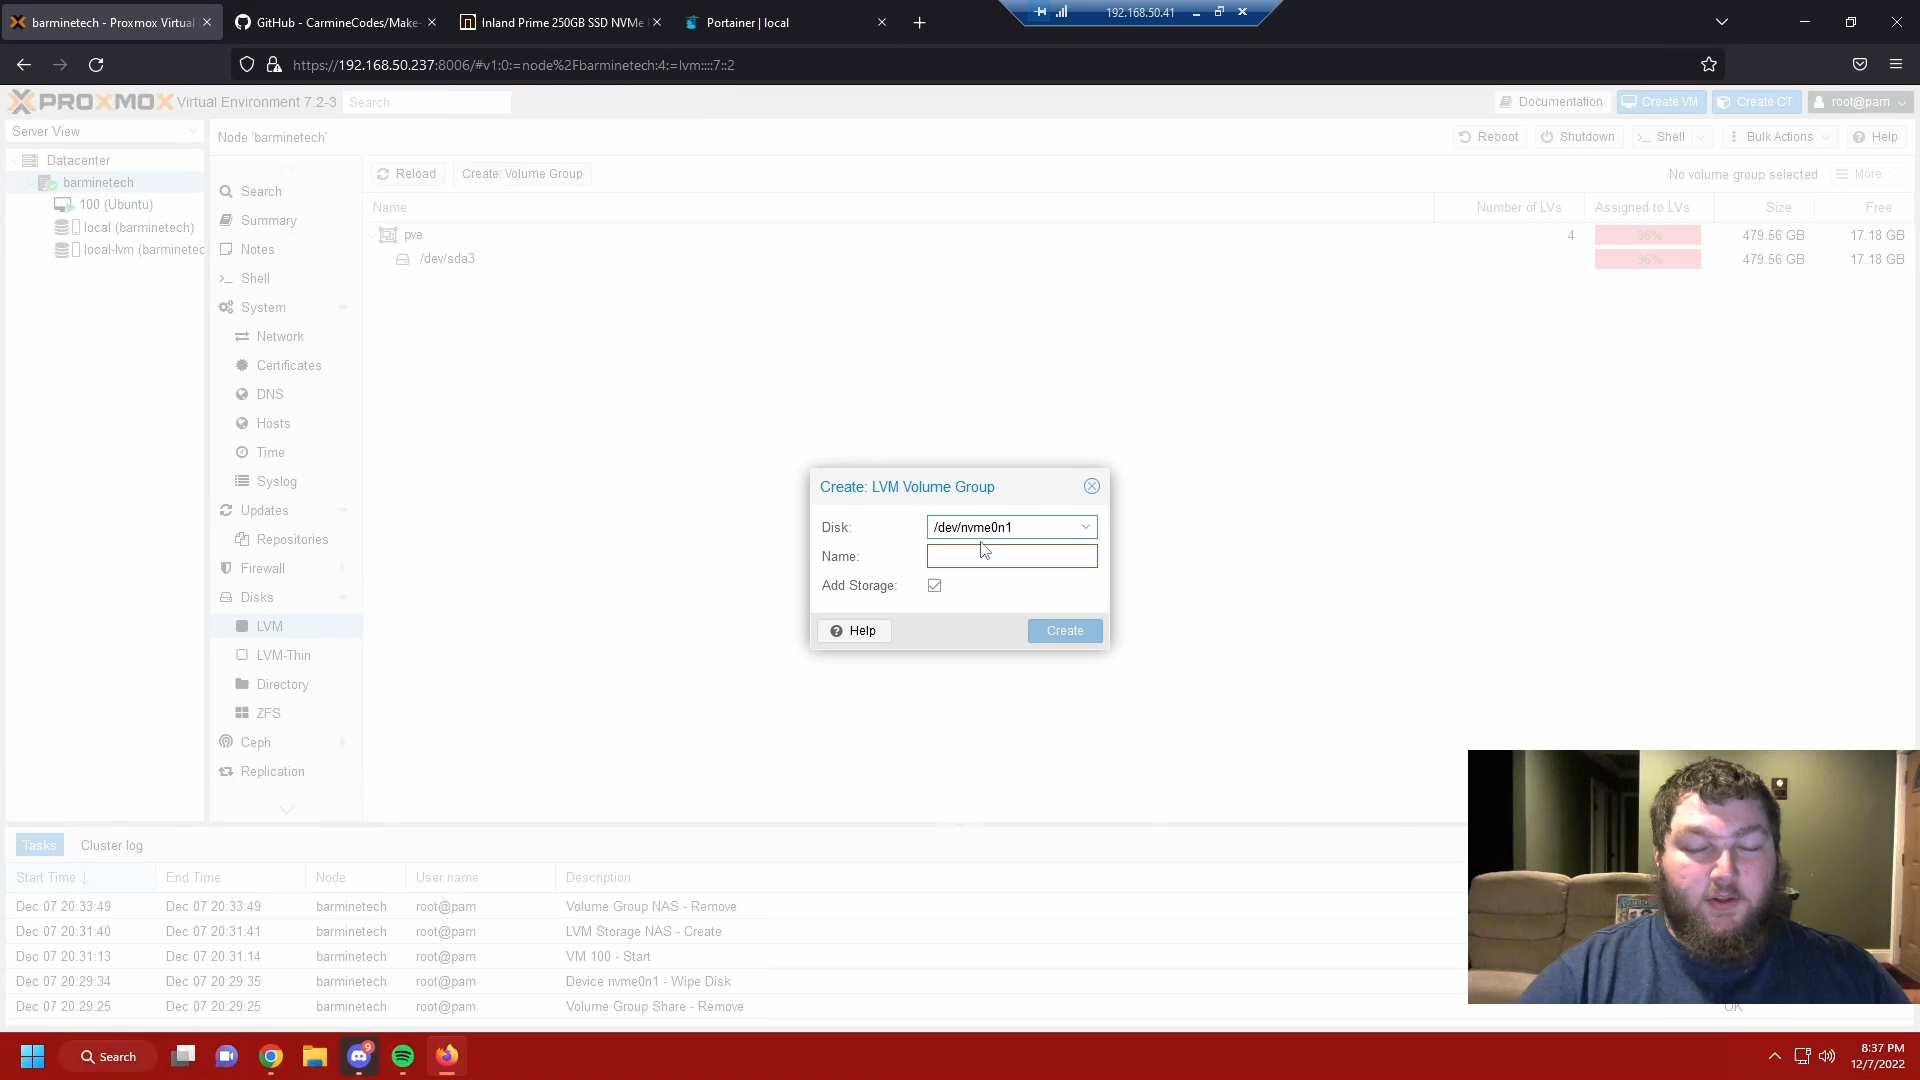 barminetech - Proxmox Virtual
GitHub - CarmineCodes/Make-
Inland Prime 250GB SSD NVMe
Portainer | local
192.168.50.41
https://192.168.50.237:8006/#v1:0:=node%2Fbarminetech:4:=lvm::::7::2
PROXMOX Virtual Environment 7.2-3
Search
Documentation
Create VM
Create CT
root@pam
Server View
Node 'barminetech'
Reboot
Shutdown
Shell
Bulk Actions
Help
Datacenter
barminetech
100 (Ubuntu)
local (barminetech)
local-lvm (barminetec
Search
Summary
Notes
Shell
System
Network
Certificates
DNS
Hosts
Time
Syslog
Updates
Repositories
Firewall
Disks
LVM
LVM-Thin
Directory
ZFS
Ceph
Replication
Reload
Create: Volume Group
No volume group selected
More
Name
Number of LVs
Assigned to LVs
Size
Free
pve
4
96%
479.56 GB
17.18 GB
/dev/sda3
96%
479.56 GB
17.18 GB
Create: LVM Volume Group
Disk:
/dev/nvme0n1
Name:
Add Storage:
Help
Create
Tasks
Cluster log
Start Time
End Time
Node
User name
Description
Dec 07 20:33:49
Dec 07 20:33:49
barminetech
root@pam
Volume Group NAS - Remove
Dec 07 20:31:40
Dec 07 20:31:41
barminetech
root@pam
LVM Storage NAS - Create
Dec 07 20:31:13
Dec 07 20:31:14
barminetech
root@pam
VM 100 - Start
Dec 07 20:29:34
Dec 07 20:29:35
barminetech
root@pam
Device nvme0n1 - Wipe Disk
Dec 07 20:29:25
Dec 07 20:29:25
barminetech
root@pam
Volume Group Share - Remove
OK
Search
9
8:37 PM
12/7/2022